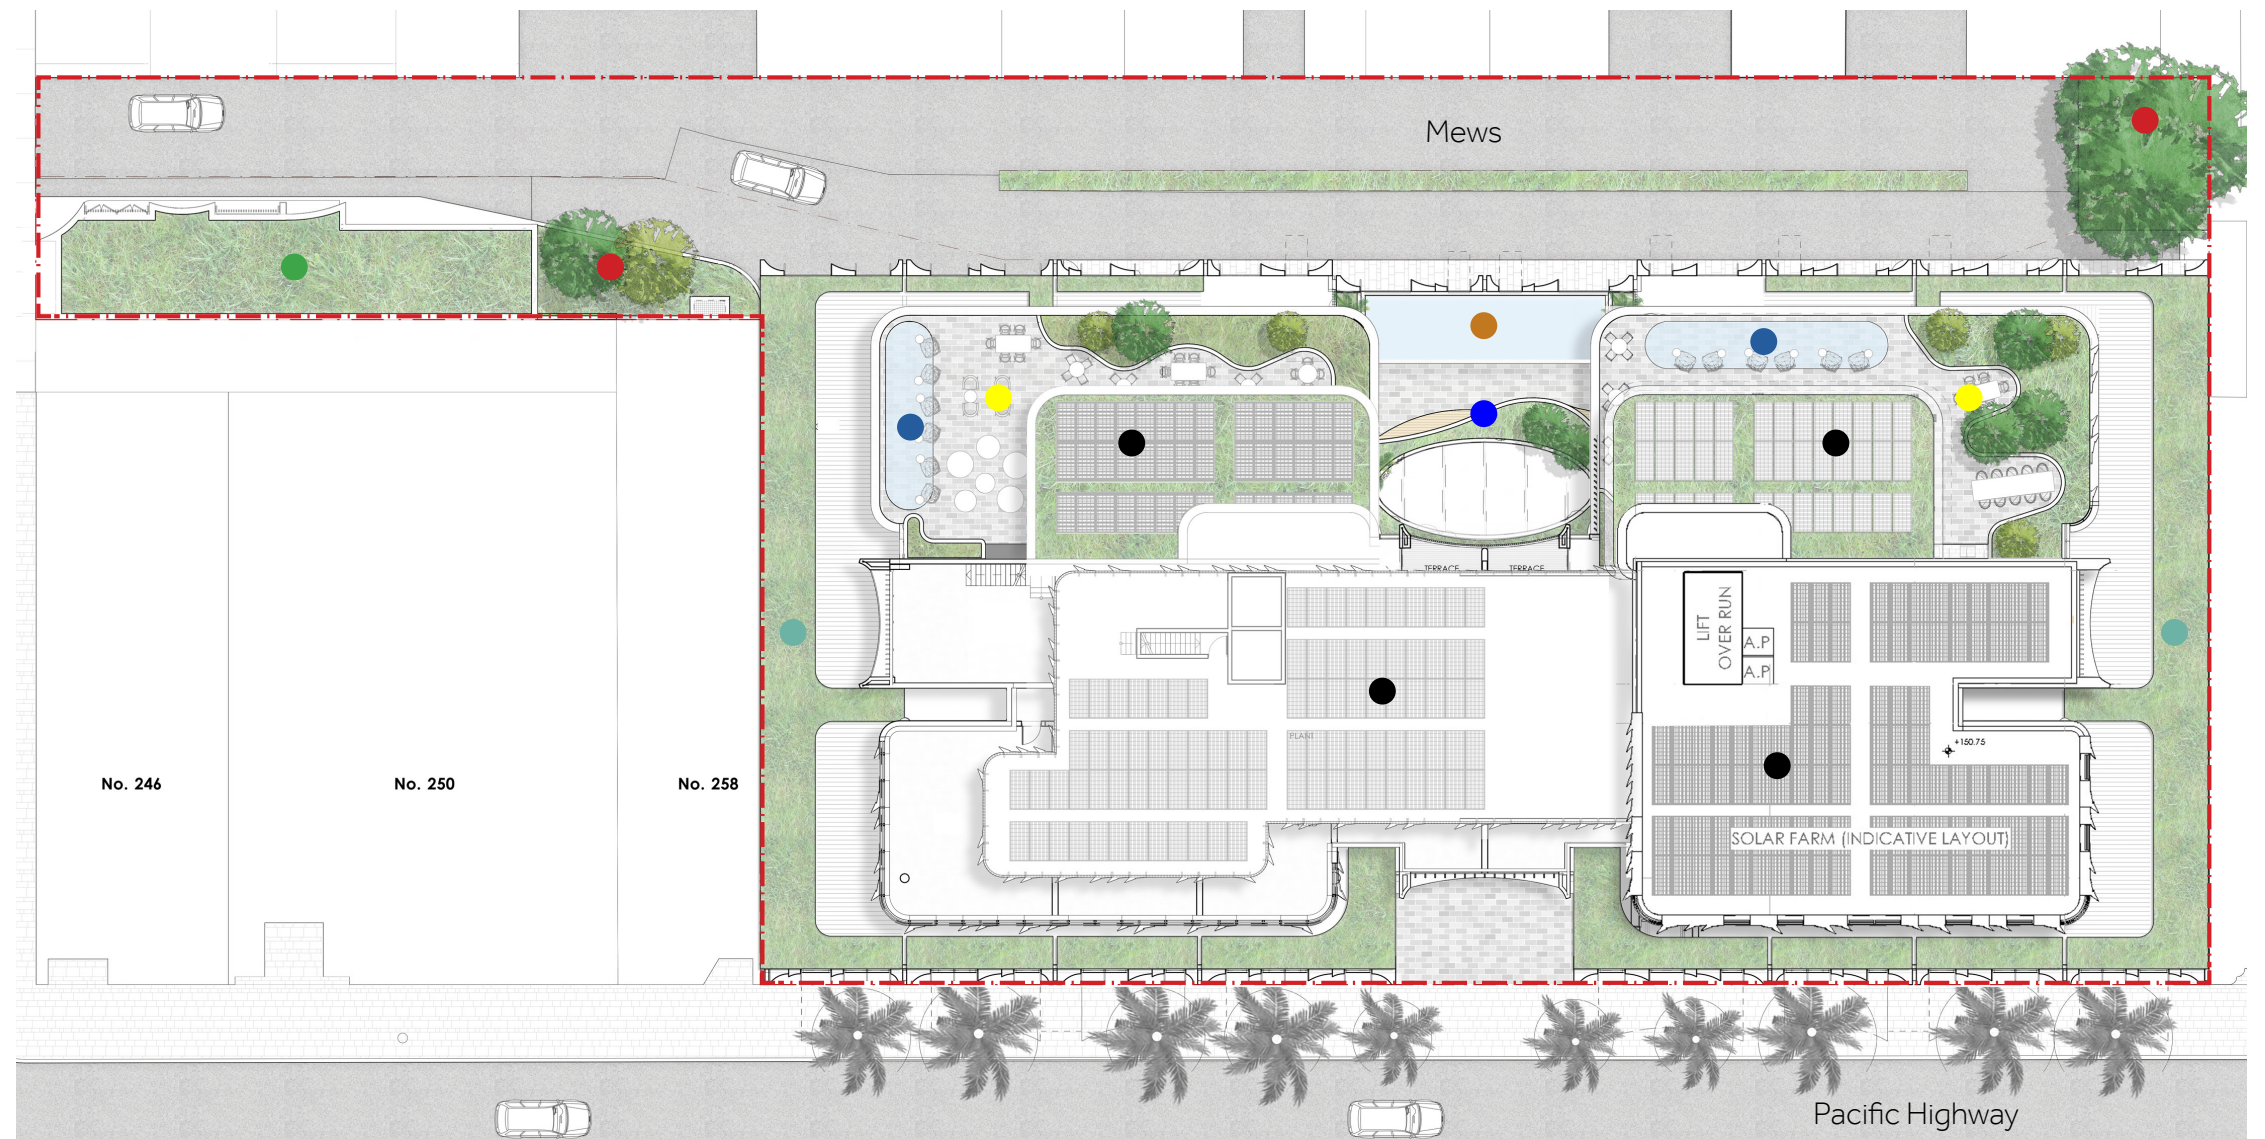 Mews
TERRACE
TERRACE
LIFT
OVER RUN
A.P
A.P
+150.75
PLANT
No. 246
No. 250
No. 258
SOLAR FARM (INDICATIVE LAYOUT)
Pacific Highway